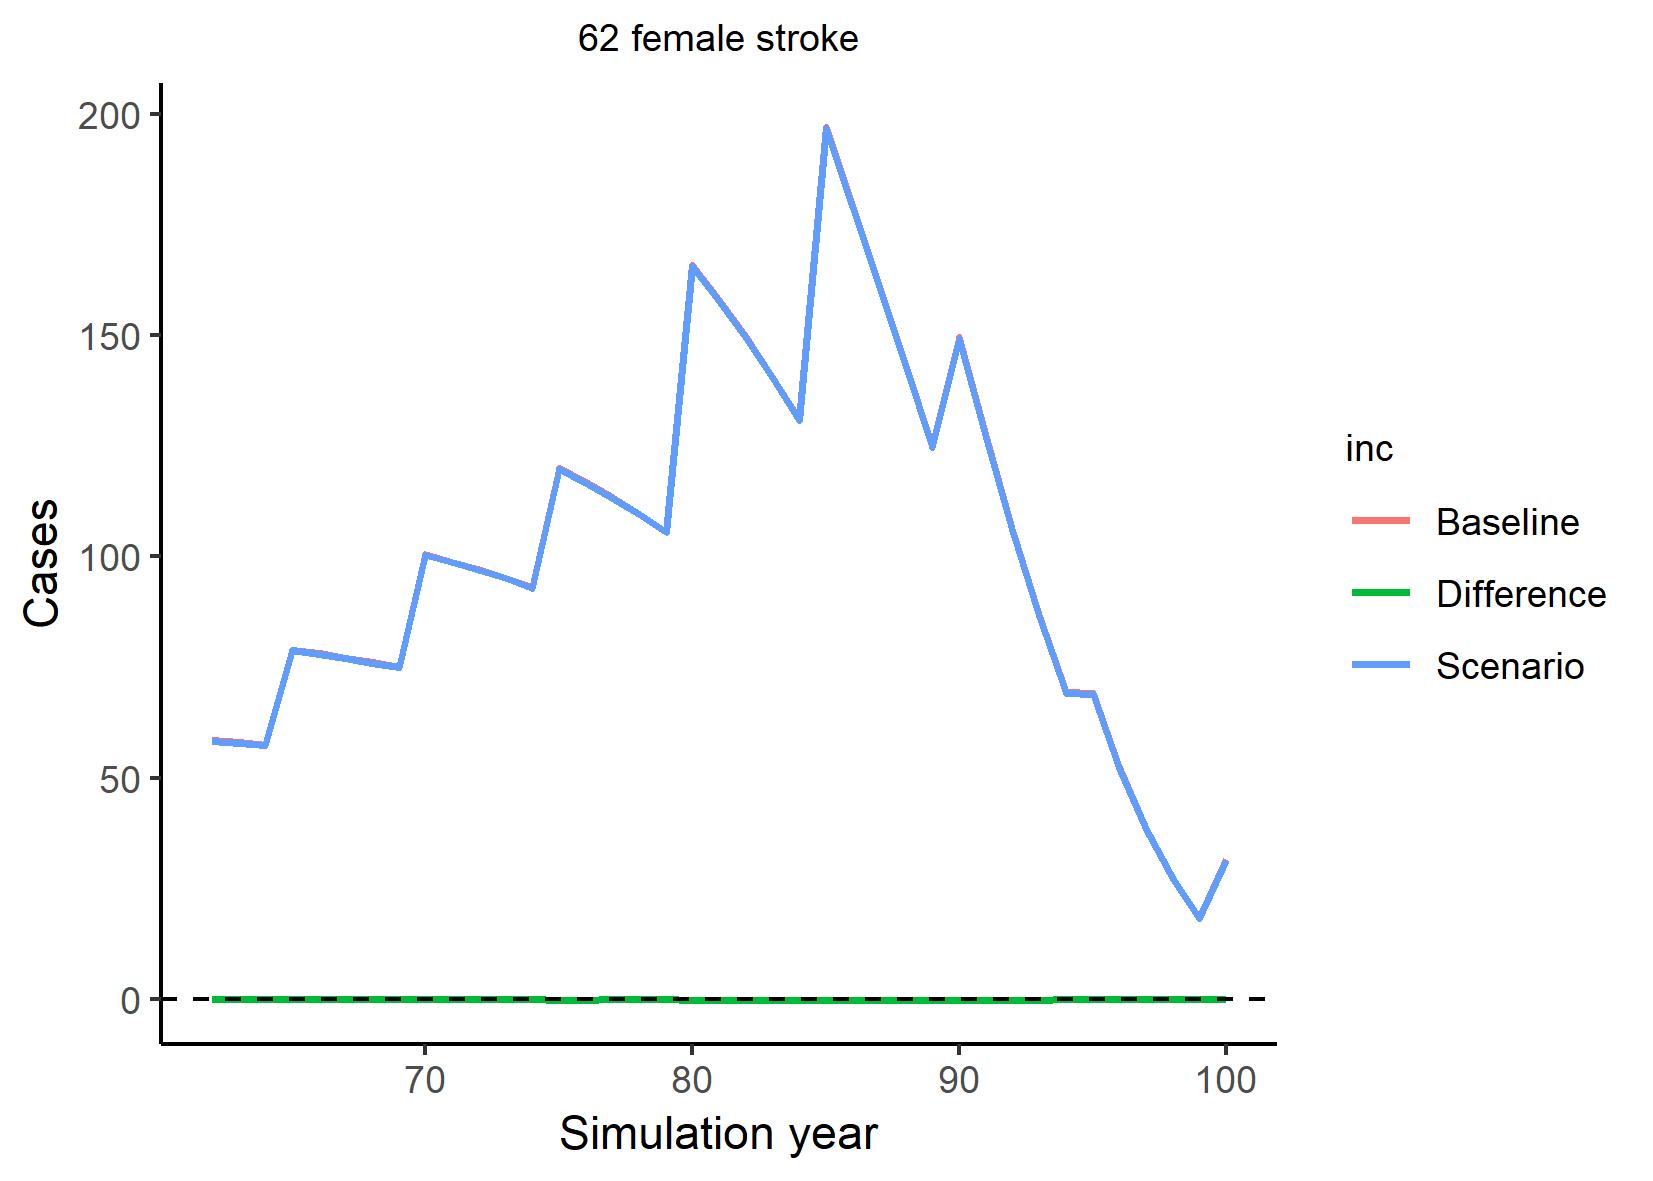 62 female stroke
200
150
100
50
0
Cases
70 80 90 100
Simulation year
inc
Baseline
Difference
Scenario